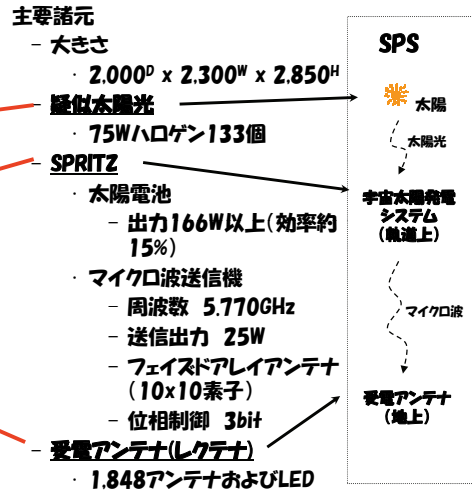 主要諸元
– 大きさ
・ 2,000ᴰ x 2,300ᵂ x 2,850ᴴ
– 疑似太陽光
・ 75Wハロゲン133個
– SPRITZ
・ 太陽電池
– 出力166W以上(効率約
15%)
・ マイクロ波送信機
– 周波数 5.770GHz
– 送信出力 25W
– フェイズドアレイアンテナ
(10x10素子)
– 位相制御 3bit
– 受電アンテナ(レクテナ)
・ 1,848アンテナおよびLED
SPS
太陽
太陽光
宇宙太陽発電
システム
(軌道上)
マイクロ波
受電アンテナ
(地上)